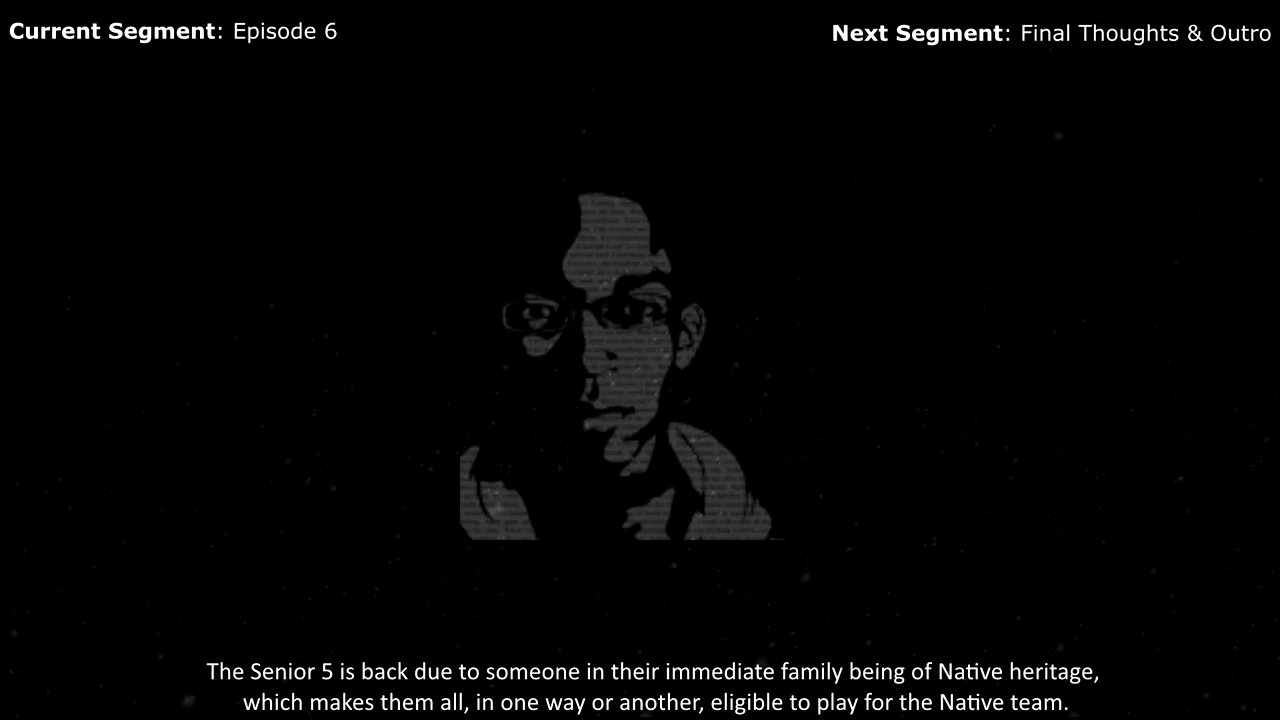 Current Segment: Episode 6
Next Segment: Final Thoughts & Outro
The Senior 5 is back due to someone in their immediate family being of Native heritage,
which makes them all, in one way or another, eligible to play for the Native team.